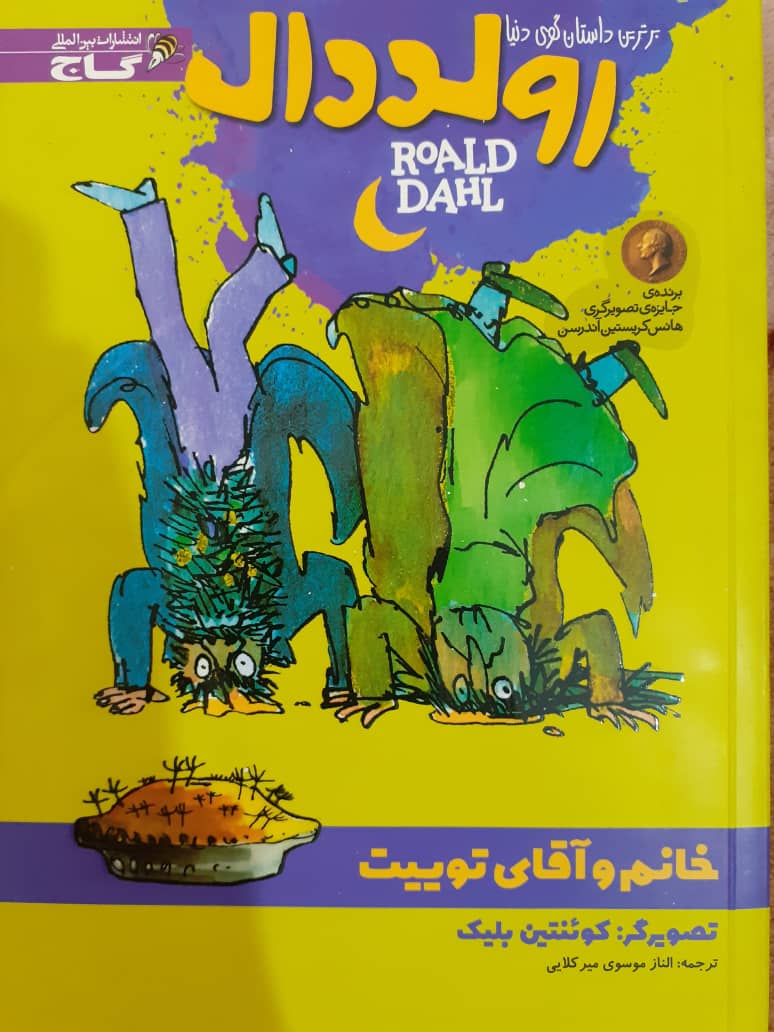 انتشارات بین‌المللی
گاج
برترین داستان گوی دنیا
رولد دال
ROALD
DAHL
برنده‌ی
جایزه‌ی تصویرگری
هانس کریستین آندرسن
خانم و آقای توییت
تصویرگر: کوئنتین بلیک
ترجمه: الناز موسوی میرکلایی